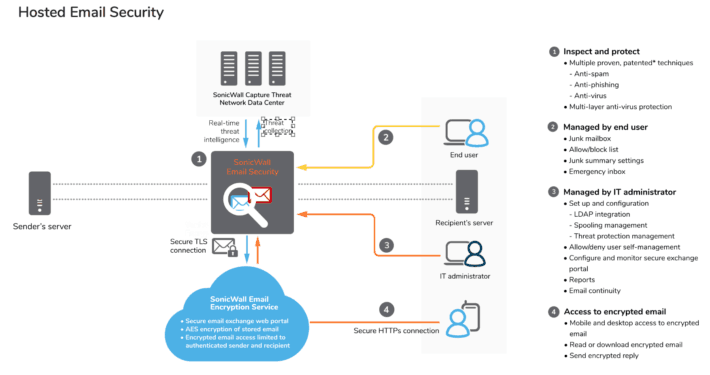 Hosted Email Security
SonicWall Capture Threat
Network Data Center
Real-time
threat
intelligence
Threat
collection
1
SonicWall
Email Security
2
End user
Sender's server
Recipient's server
Secure TLS
connection
3
IT administrator
SonicWall Email
Encryption Service
• Secure email exchange web portal
• AES encryption of stored email
• Encrypted email access limited to
authenticated sender and recipient
4
Secure HTTPs connection
1 Inspect and protect
• Multiple proven, patented* techniques
- Anti-spam
- Anti-phishing
- Anti-virus
• Multi-layer anti-virus protection
2 Managed by end user
• Junk mailbox
• Allow/block list
• Junk summary settings
• Emergency inbox
3 Managed by IT administrator
• Set up and configuration
- LDAP integration
- Spooling management
- Threat protection management
• Allow/deny user self-management
• Configure and monitor secure exchange
portal
• Reports
• Email continuity
4 Access to encrypted email
• Mobile and desktop access to encrypted
email
• Read or download encrypted email
• Send encrypted reply